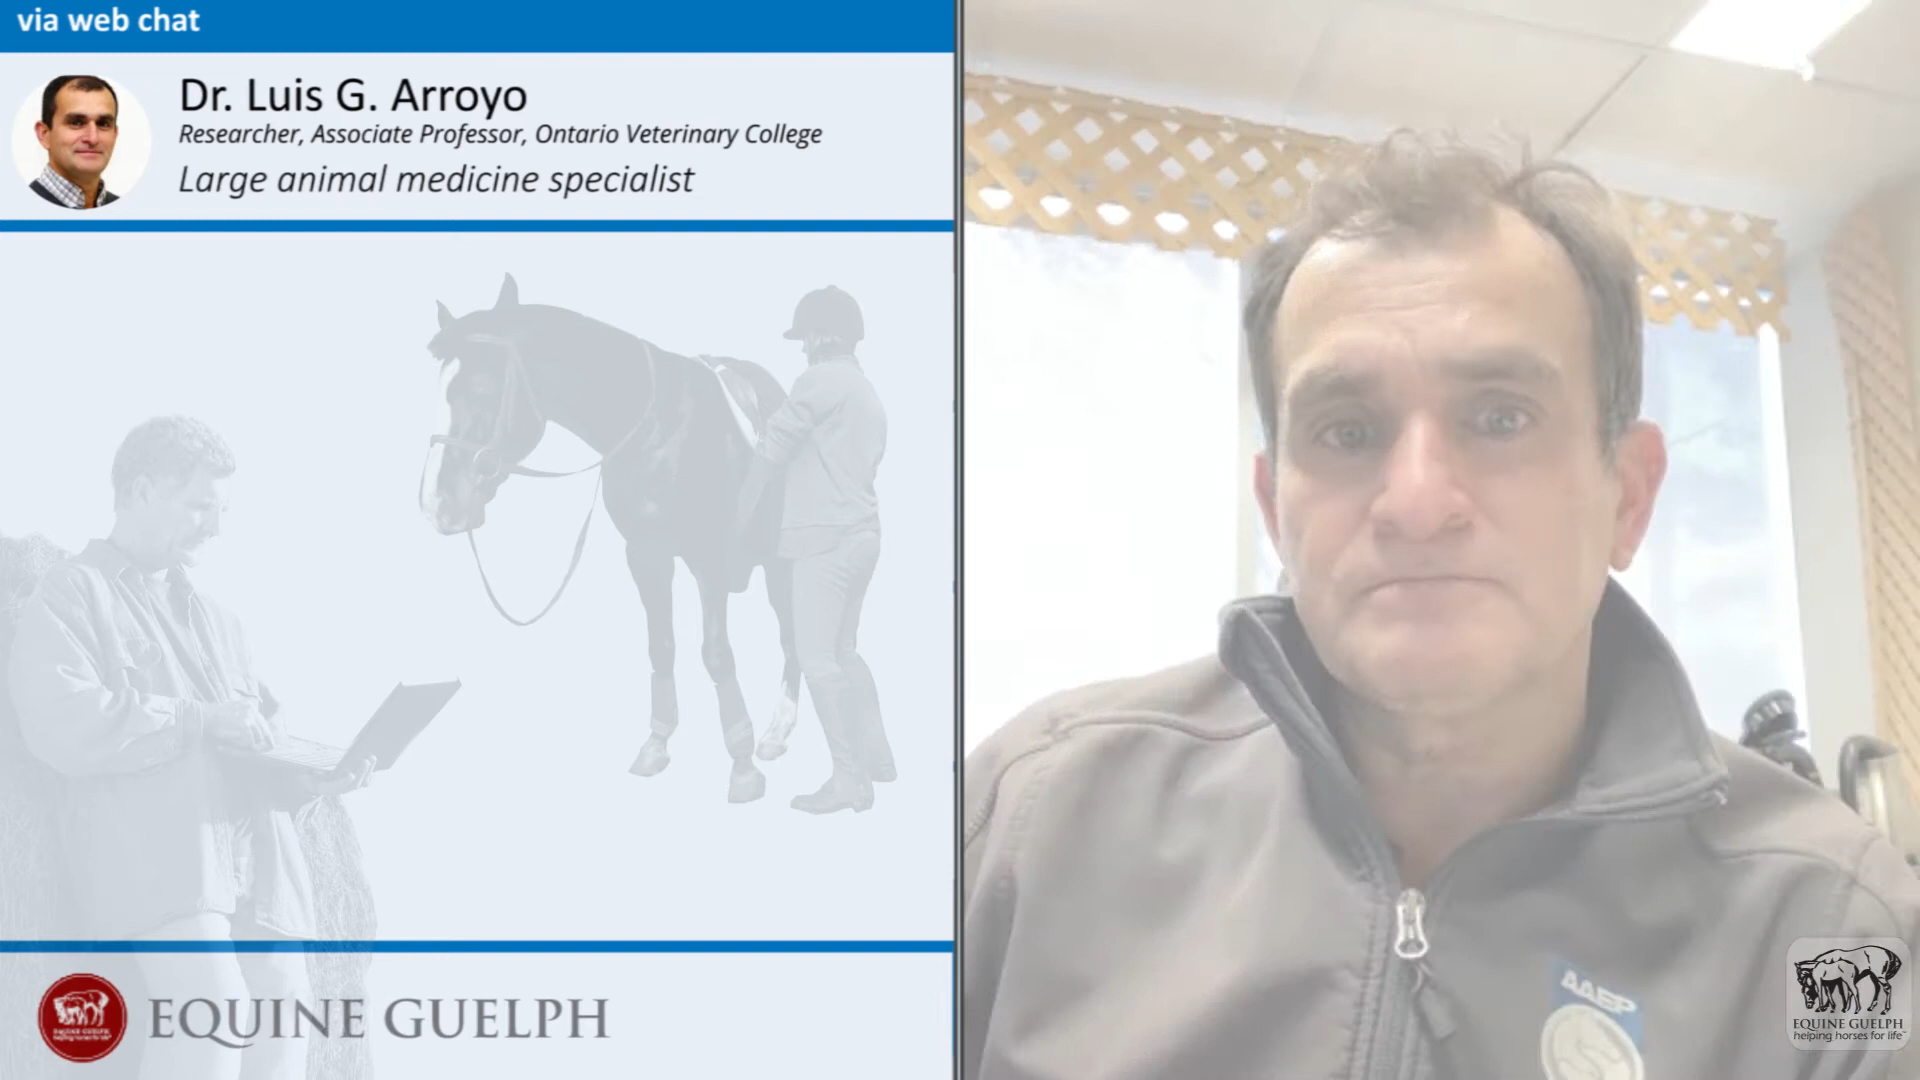 via web chat
Dr. Luis G. Arroyo
Researcher, Associate Professor, Ontario Veterinary College
Large animal medicine specialist
EQUINE GUELPH
AAEP
EQUINE GUELPH
helping horses for life